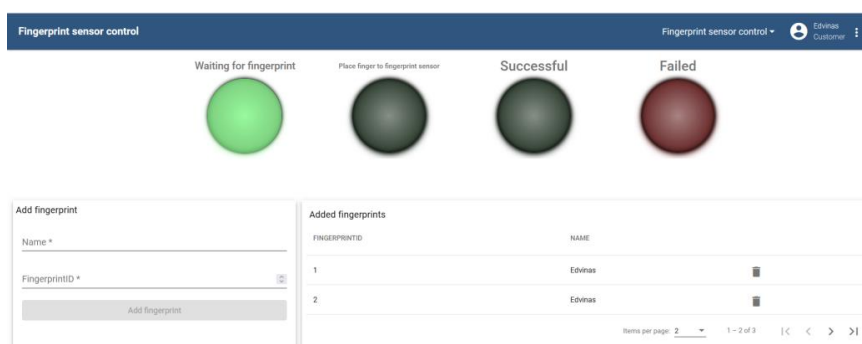 Fingerprint sensor control
Fingerprint sensor control
Edvinas
Customer
Waiting for fingerprint
Place finger to fingerprint sensor
Successful
Failed
Add fingerprint
Name *
FingerprintID *
Add fingerprint
Added fingerprints
FINGERPRINTID NAME
1 Edvinas
2 Edvinas
Items per page: 2 1 – 2 of 3